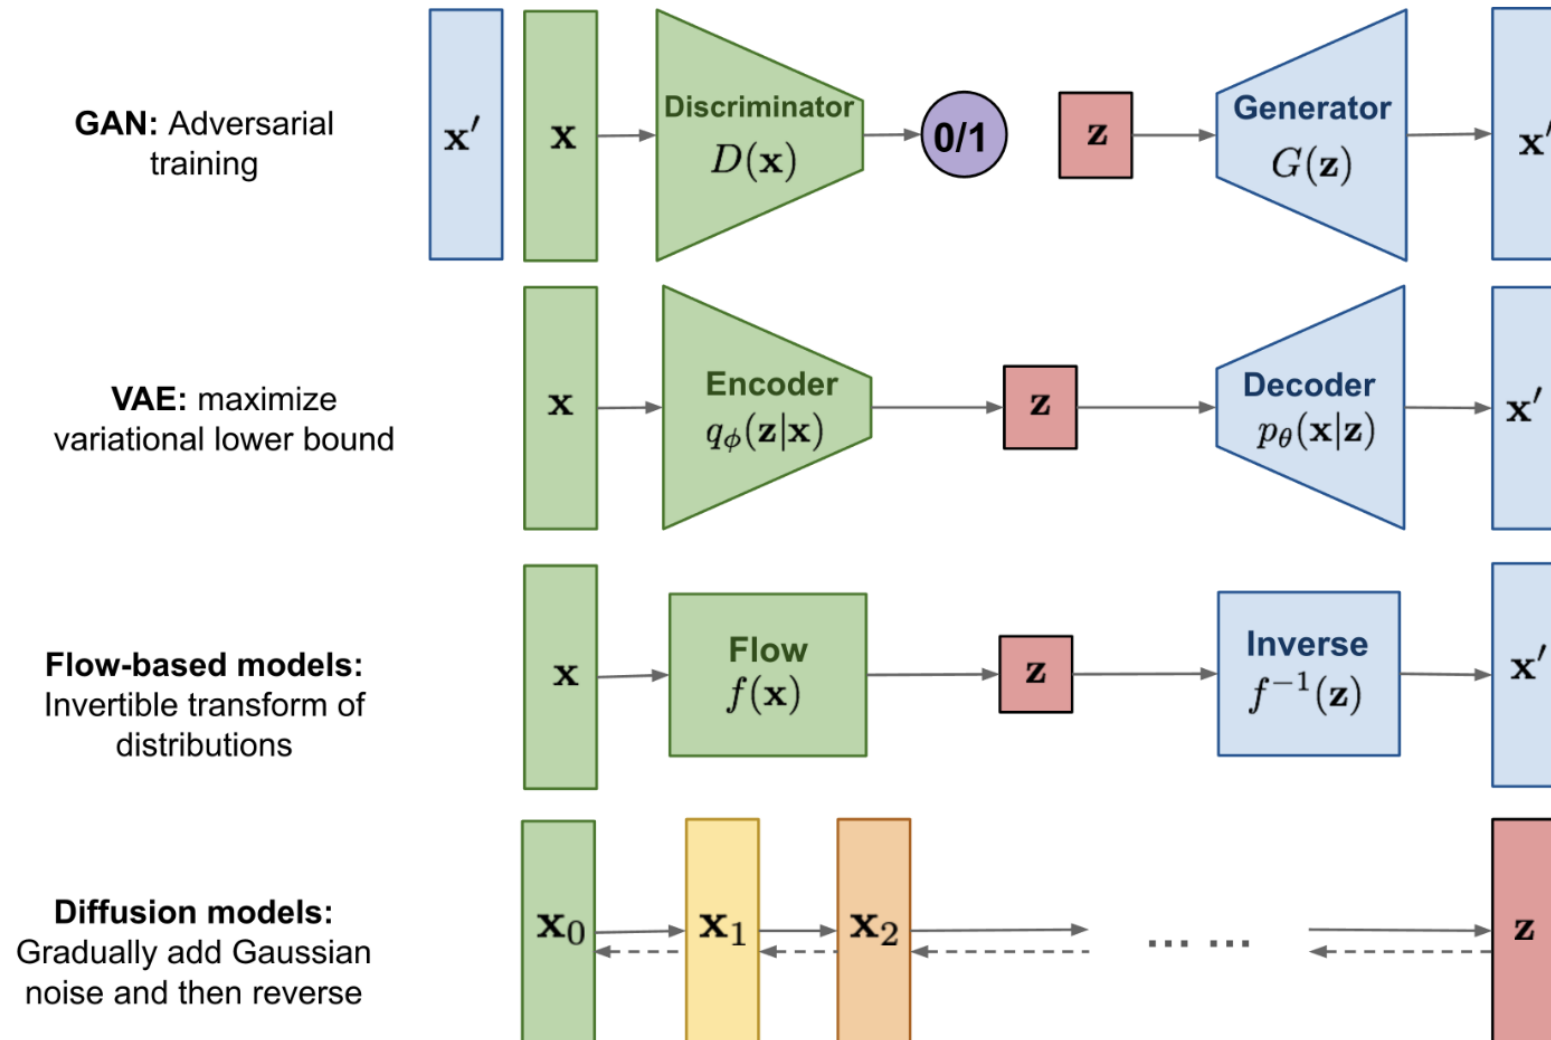 GAN: Adversarial
training
x′
x
Discriminator
D(x)
0/1
z
Generator
G(z)
x′
VAE: maximize
variational lower bound
x
Encoder
qϕ(z|x)
z
Decoder
pθ(x|z)
x′
Flow-based models:
Invertible transform of
distributions
x
Flow
f(x)
z
Inverse
f⁻¹(z)
x′
Diffusion models:
Gradually add Gaussian
noise and then reverse
x₀
x₁
x₂
... ...
z